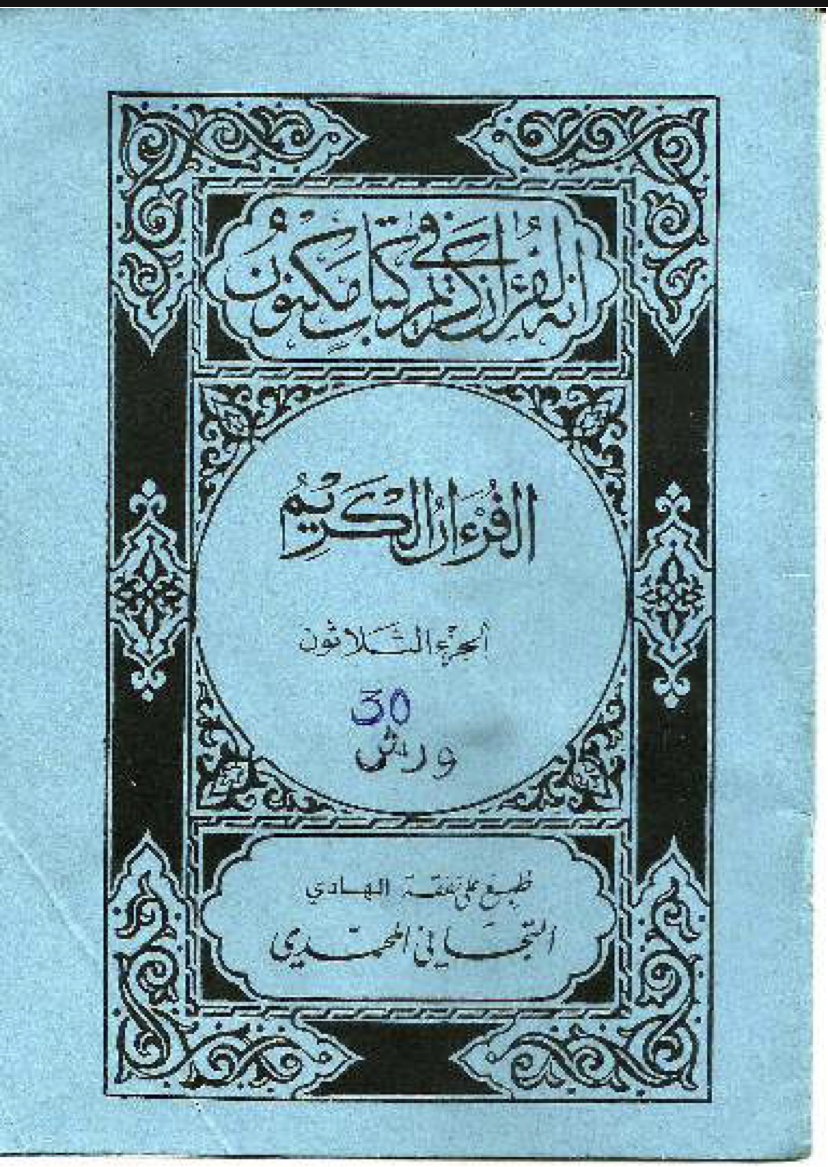 انه لقرءان كريم في كتاب مكنون
القرءان الكريم
الجزء الثلاثون
30
ورش
طبع على نفقة الهادي
التجاني المحمدي